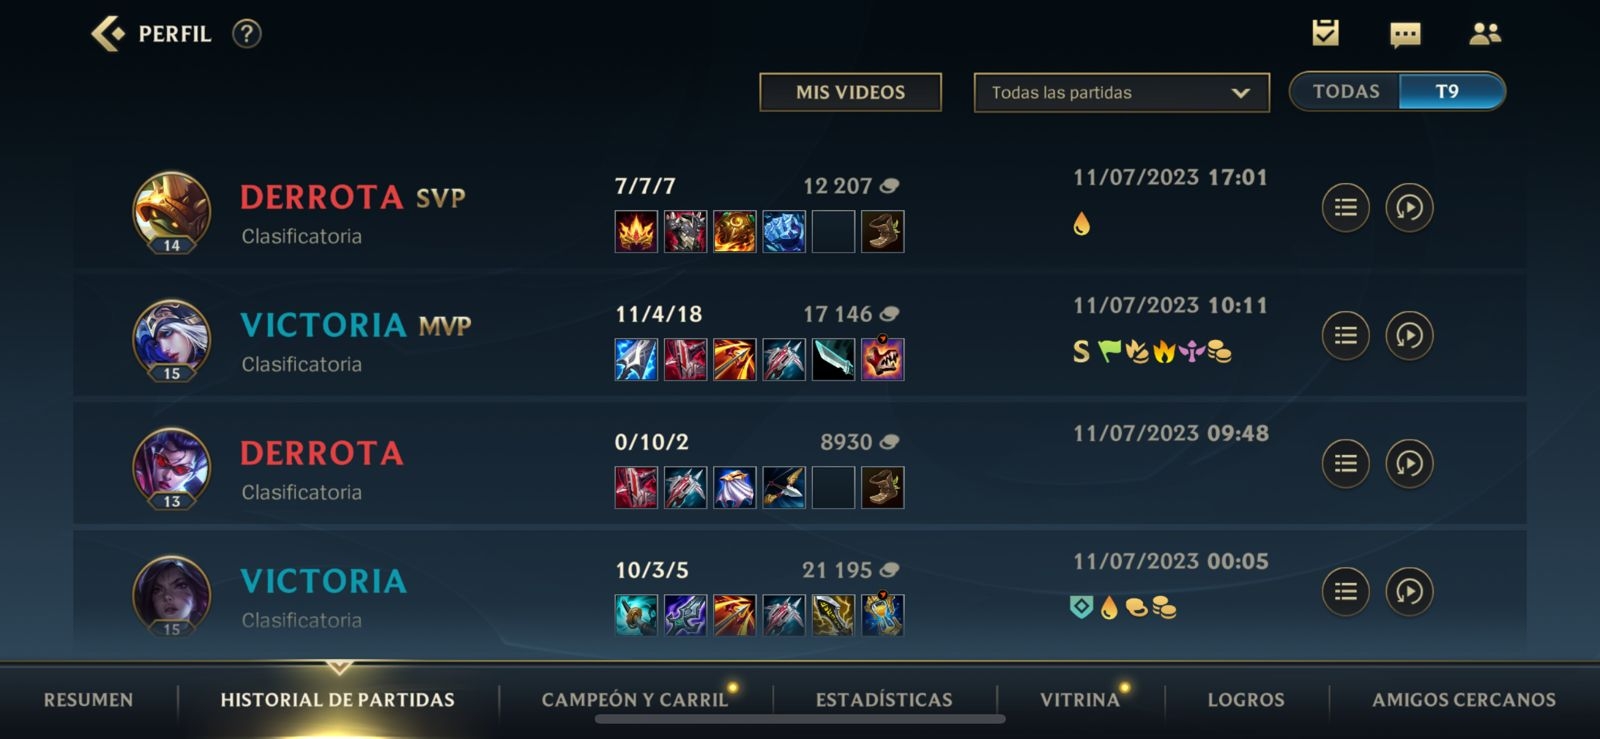 PERFIL ?
MIS VIDEOS
Todas las partidas
TODAS T9
DERROTA SVP
Clasificatoria
14
7/7/7 12 207
11/07/2023 17:01
VICTORIA MVP
Clasificatoria
15
11/4/18 17 146
11/07/2023 10:11
S
DERROTA
Clasificatoria
13
0/10/2 8930
11/07/2023 09:48
VICTORIA
Clasificatoria
15
10/3/5 21 195
11/07/2023 00:05
RESUMEN HISTORIAL DE PARTIDAS CAMPEÓN Y CARRIL ESTADÍSTICAS VITRINA LOGROS AMIGOS CERCANOS